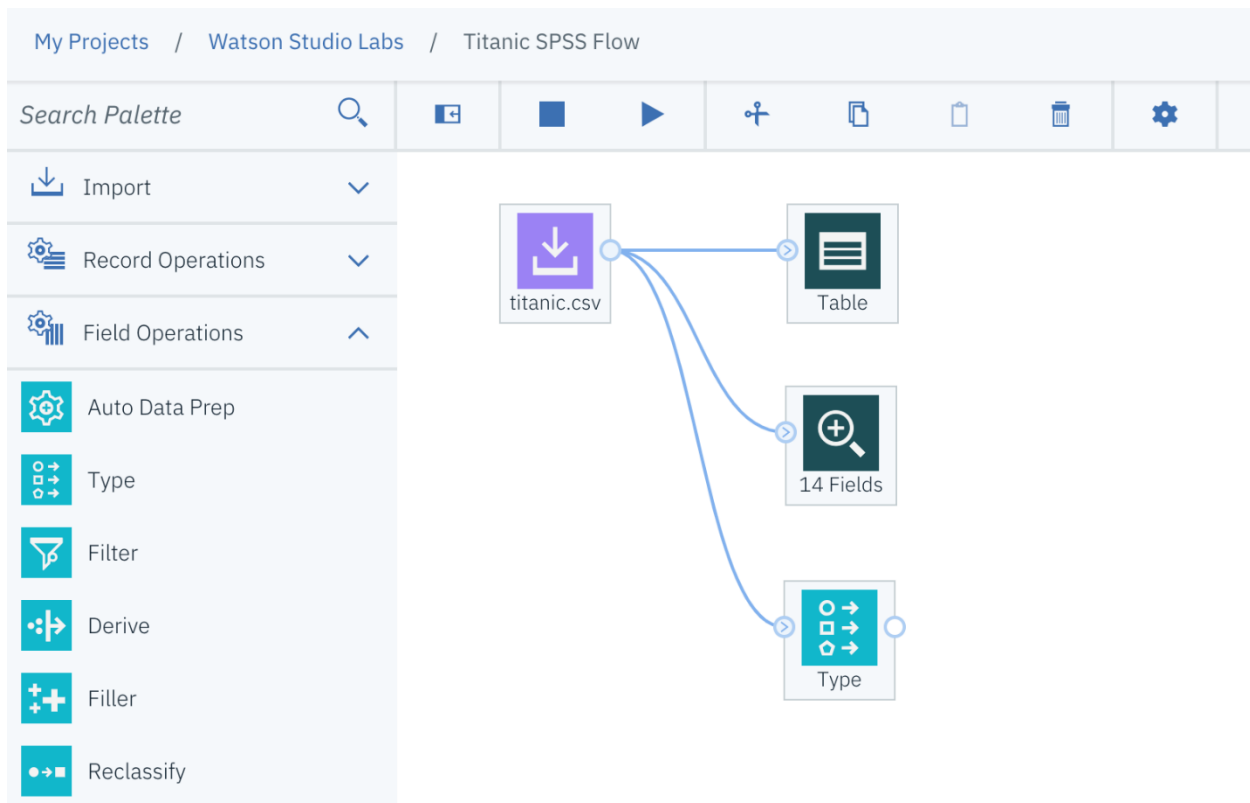 My Projects / Watson Studio Labs / Titanic SPSS Flow
Search Palette
Import
Record Operations
Field Operations
Auto Data Prep
Type
Filter
Derive
Filler
Reclassify
titanic.csv
Table
14 Fields
Type